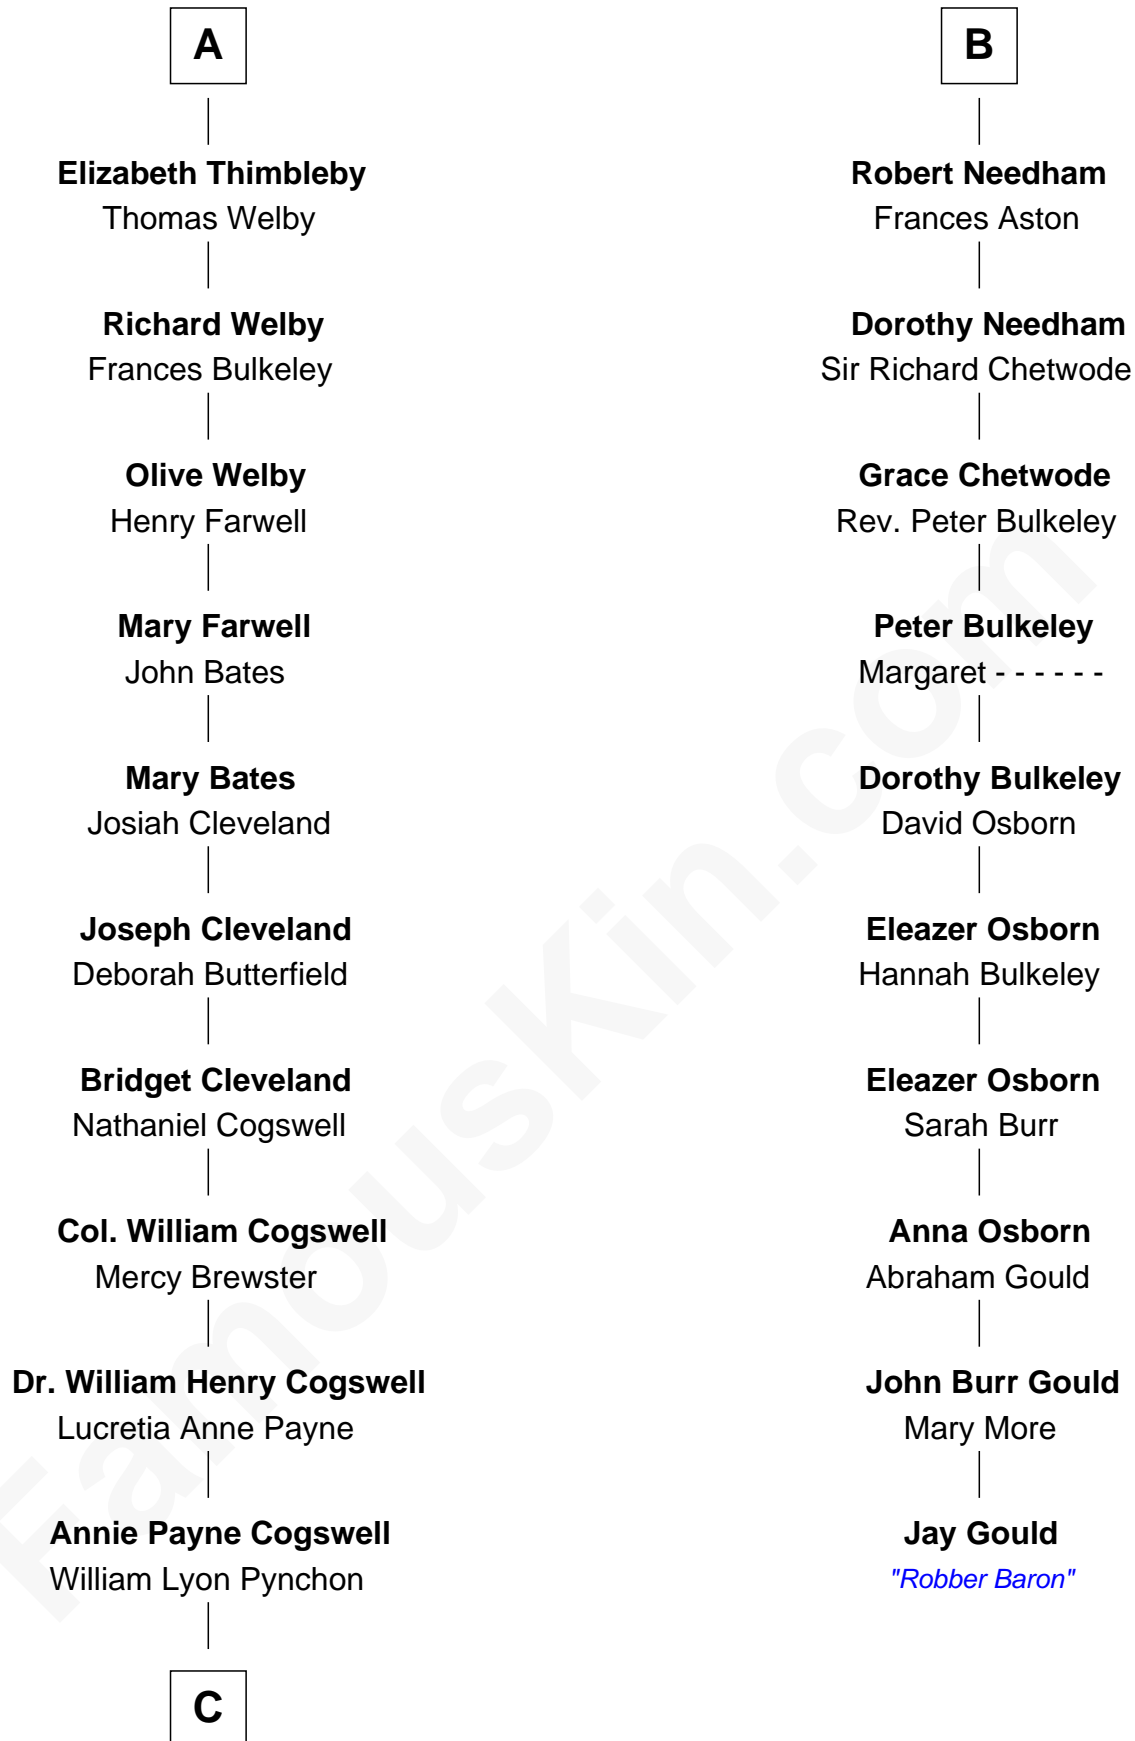 A
Elizabeth Thimbleby
Thomas Welby
Richard Welby
Frances Bulkeley
Olive Welby
Henry Farwell
Mary Farwell
John Bates
Mary Bates
Josiah Cleveland
Joseph Cleveland
Deborah Butterfield
Bridget Cleveland
Nathaniel Cogswell
Col. William Cogswell
Mercy Brewster
Dr. William Henry Cogswell
Lucretia Anne Payne
Annie Payne Cogswell
William Lyon Pynchon
C
B
Robert Needham
Frances Aston
Dorothy Needham
Sir Richard Chetwode
Grace Chetwode
Rev. Peter Bulkeley
Peter Bulkeley
Margaret - - - - - -
Dorothy Bulkeley
David Osborn
Eleazer Osborn
Hannah Bulkeley
Eleazer Osborn
Sarah Burr
Anna Osborn
Abraham Gould
John Burr Gould
Mary More
Jay Gould
"Robber Baron"
FamousKin.com